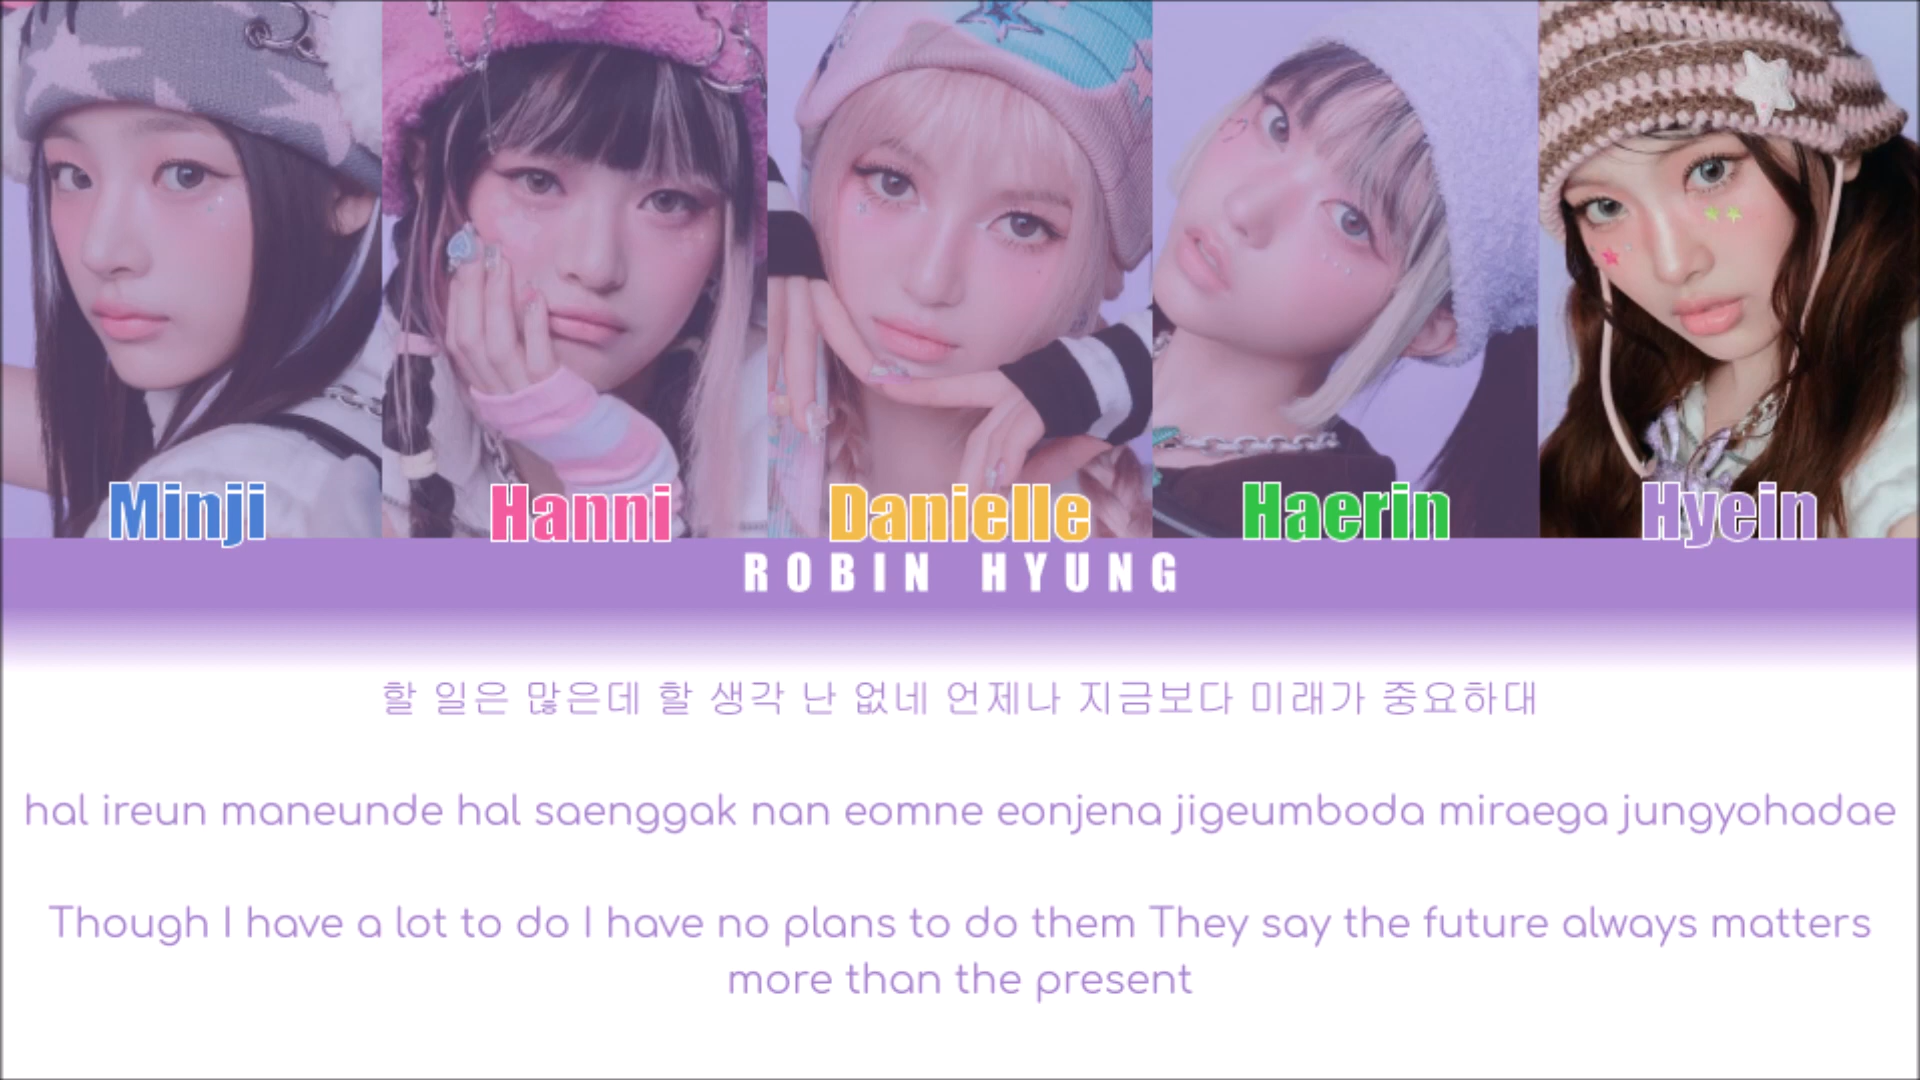 Minji Hanni Danielle Haerin Hyein
ROBIN HYUNG
할 일은 많은데 할 생각 난 없네 언제나 지금보다 미래가 중요하대
hal ireun maneunde hal saenggak nan eomne eonjena jigeumboda miraega jungyohadae
Though I have a lot to do I have no plans to do them They say the future always matters
more than the present